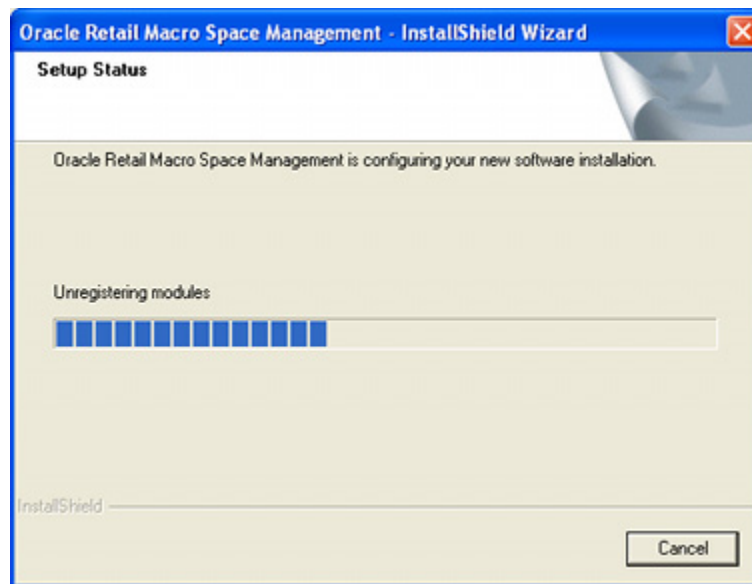 Oracle Retail Macro Space Management - InstallShield Wizard
Setup Status
Oracle Retail Macro Space Management is configuring your new software installation.
Unregistering modules
InstallShield
Cancel